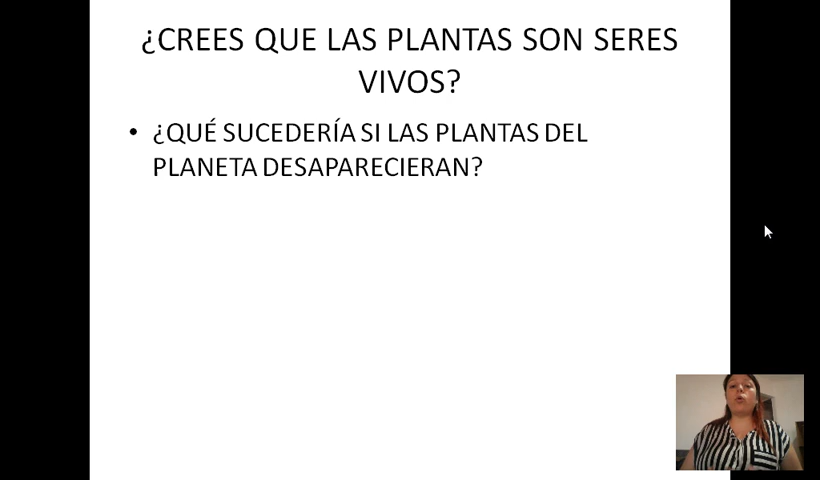 ¿CREES QUE LAS PLANTAS SON SERES
VIVOS?
• ¿QUÉ SUCEDERÍA SI LAS PLANTAS DEL
PLANETA DESAPARECIERAN?